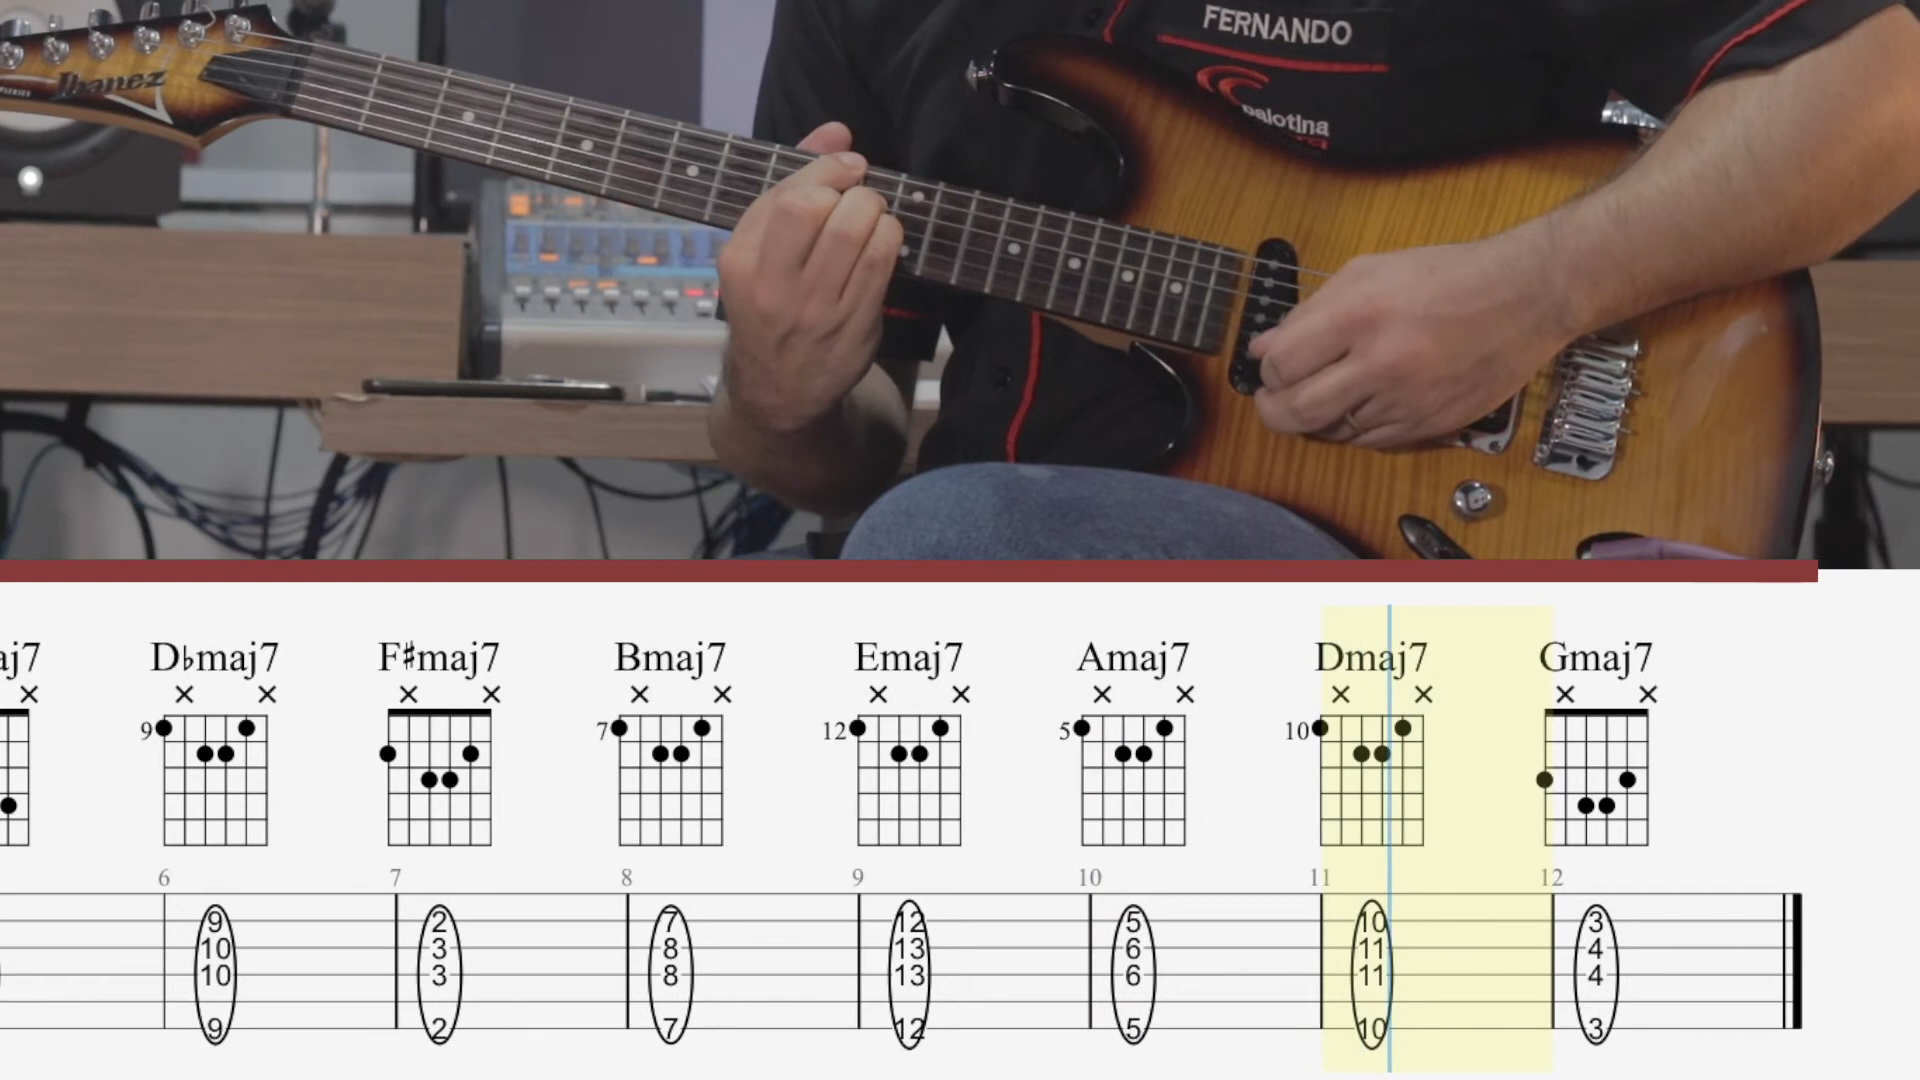 FERNANDO
Ibanez
palotina
aj7 D♭maj7 F♯maj7 Bmaj7 Emaj7 Amaj7 Dmaj7 Gmaj7
× × × × × × × × × × × × × × ×
9 7 12 5 10
6 7 8 9 10 11 12
9 2 7 12 5 10 3
10 3 8 13 6 11 4
10 3 8 13 6 11 4
9 2 7 12 5 10 3